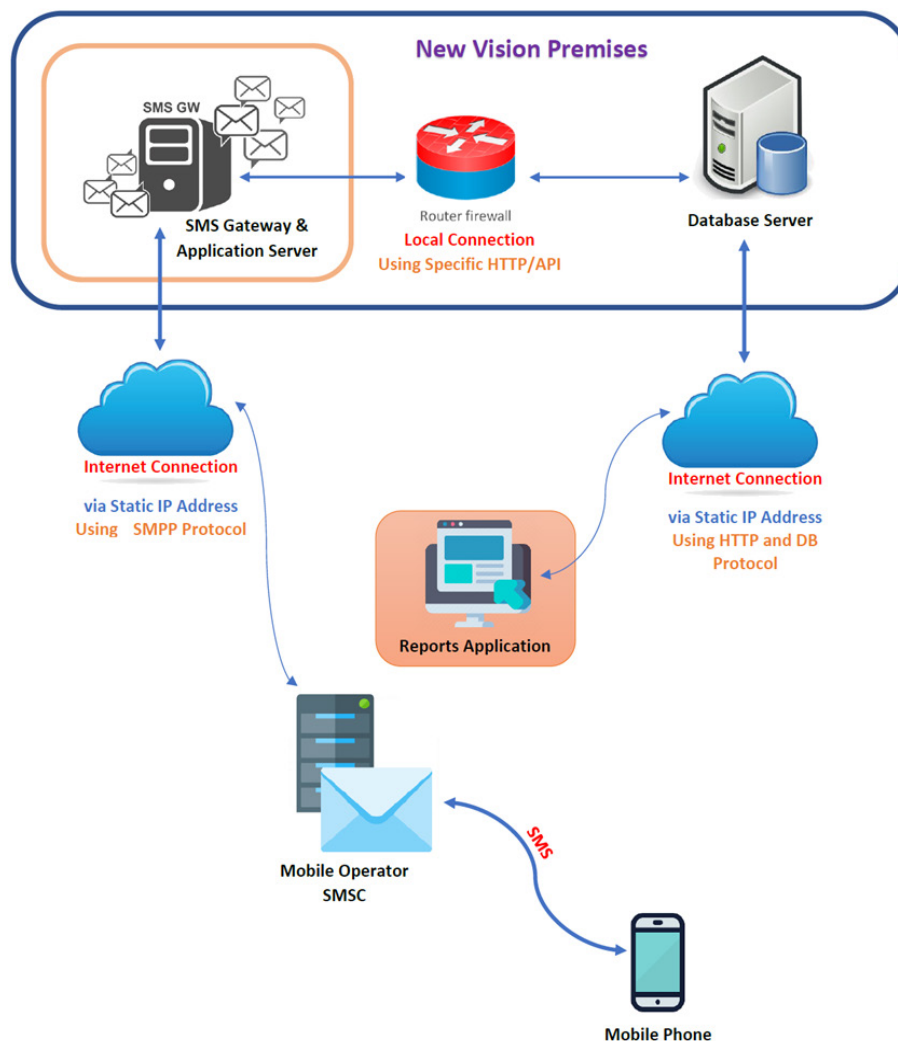 New Vision Premises
SMS GW
SMS Gateway &
Application Server
Router firewall
Local Connection
Using Specific HTTP/API
Database Server
Internet Connection
via Static IP Address
Using SMPP Protocol
Internet Connection
via Static IP Address
Using HTTP and DB
Protocol
Reports Application
Mobile Operator
SMSC
SMS
Mobile Phone